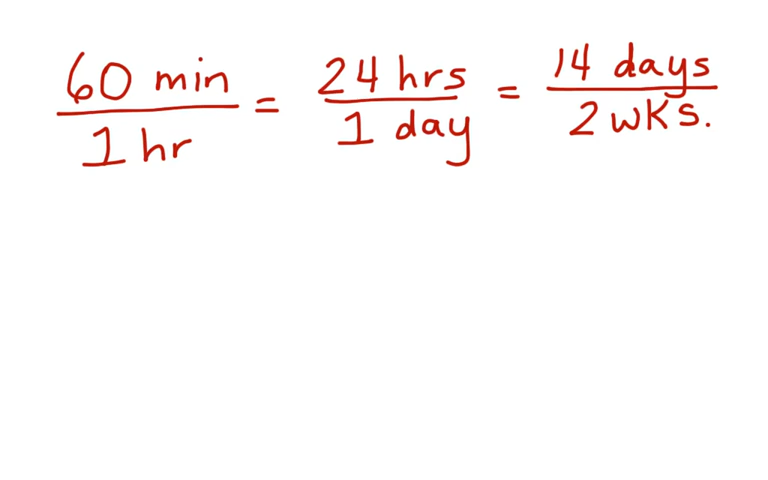 60 min = 24 hrs = 14 days
1 hr 1 day 2 wks.